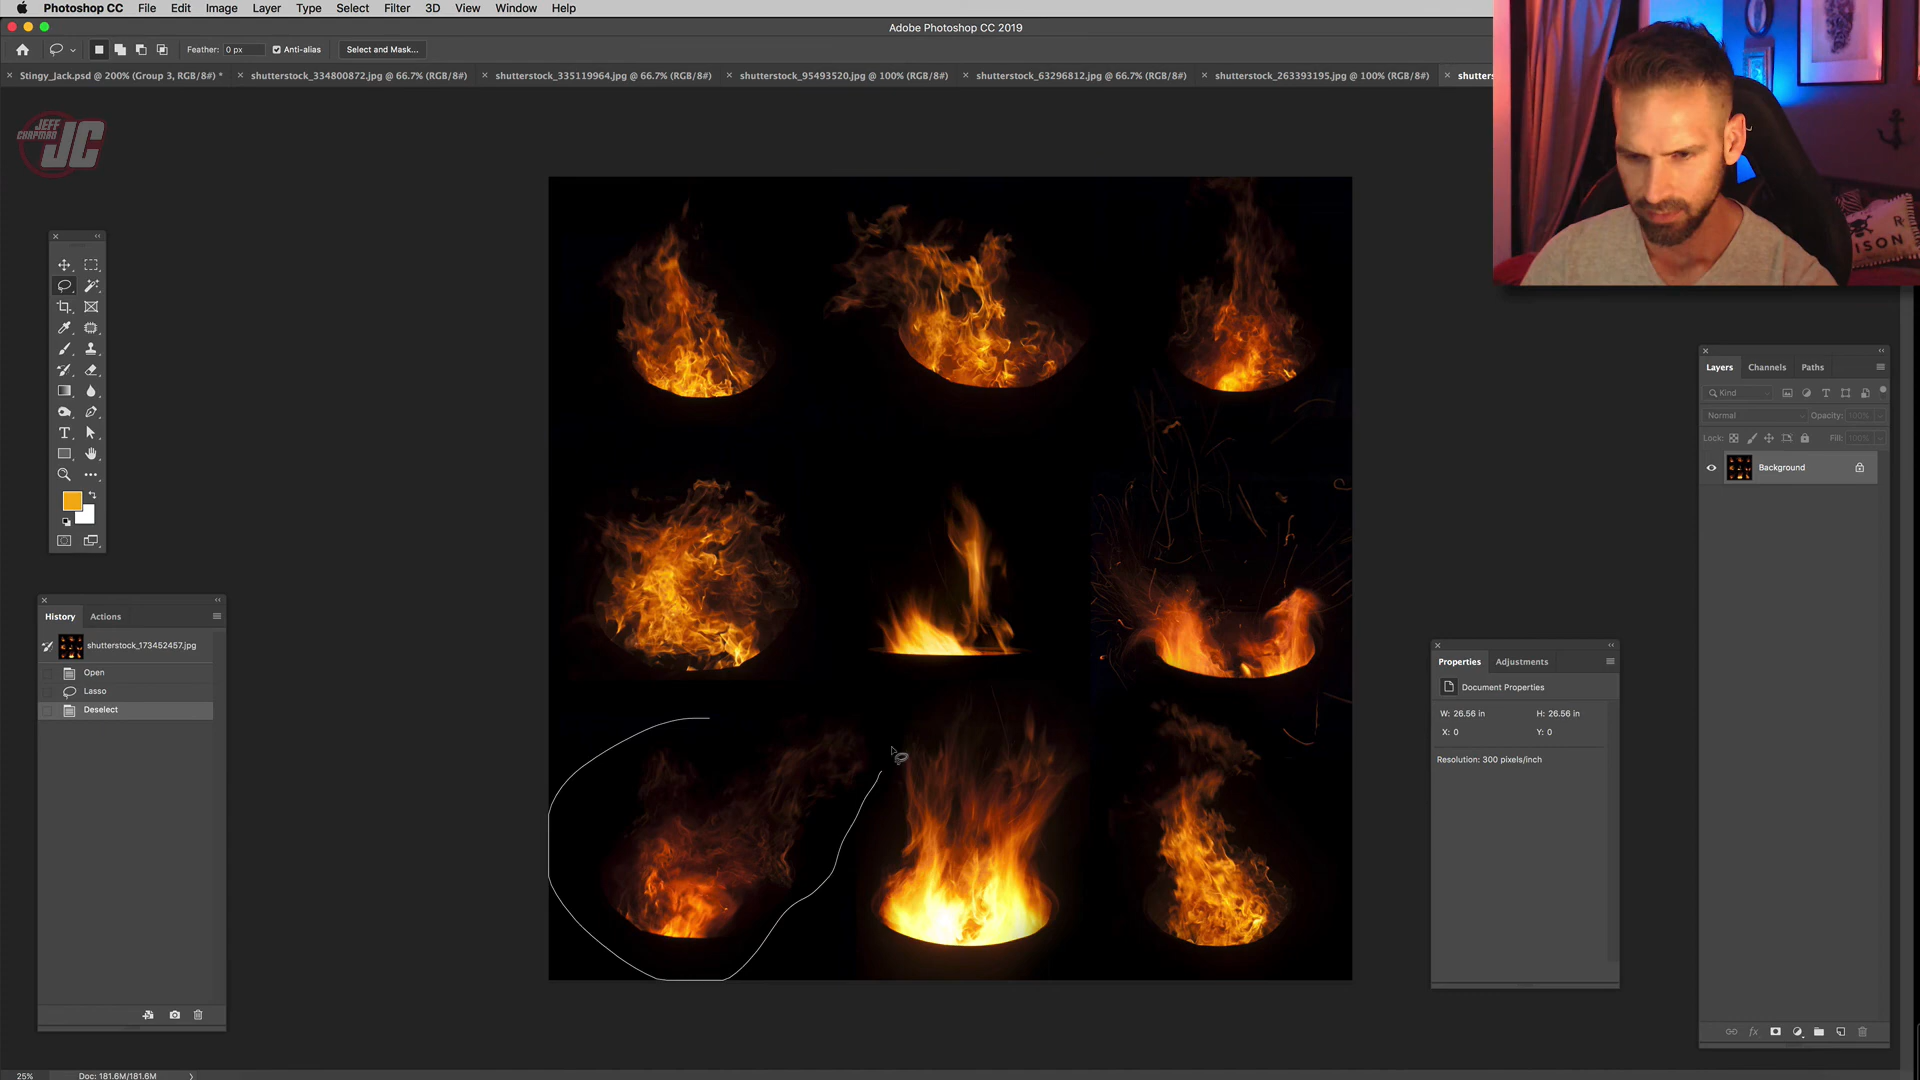 Photoshop CC File Edit Image Layer Type Select Filter 3D View Window Help
Adobe Photoshop CC 2019
Feather: 0 px Anti-alias Select and Mask...
Stingy_Jack.psd @ 200% (Group 3, RGB/8#) * shutterstock_334800872.jpg @ 66.7% (RGB/8#) shutterstock_335119964.jpg @ 66.7% (RGB/8#) shutterstock_95493520.jpg @ 100% (RGB/8#) shutterstock_63296812.jpg @ 66.7% (RGB/8#) shutterstock_263393195.jpg @ 100% (RGB/8#) shutters
JEFF
CHAPMAN
JC
Layers Channels Paths
Kind
Normal Opacity: 100%
Lock: Fill: 100%
Background
History Actions
shutterstock_173452457.jpg
Open
Lasso
Deselect
Properties Adjustments
Document Properties
W: 26.56 in H: 26.56 in
X: 0 Y: 0
Resolution: 300 pixels/inch
25% Doc: 181.6M/181.6M